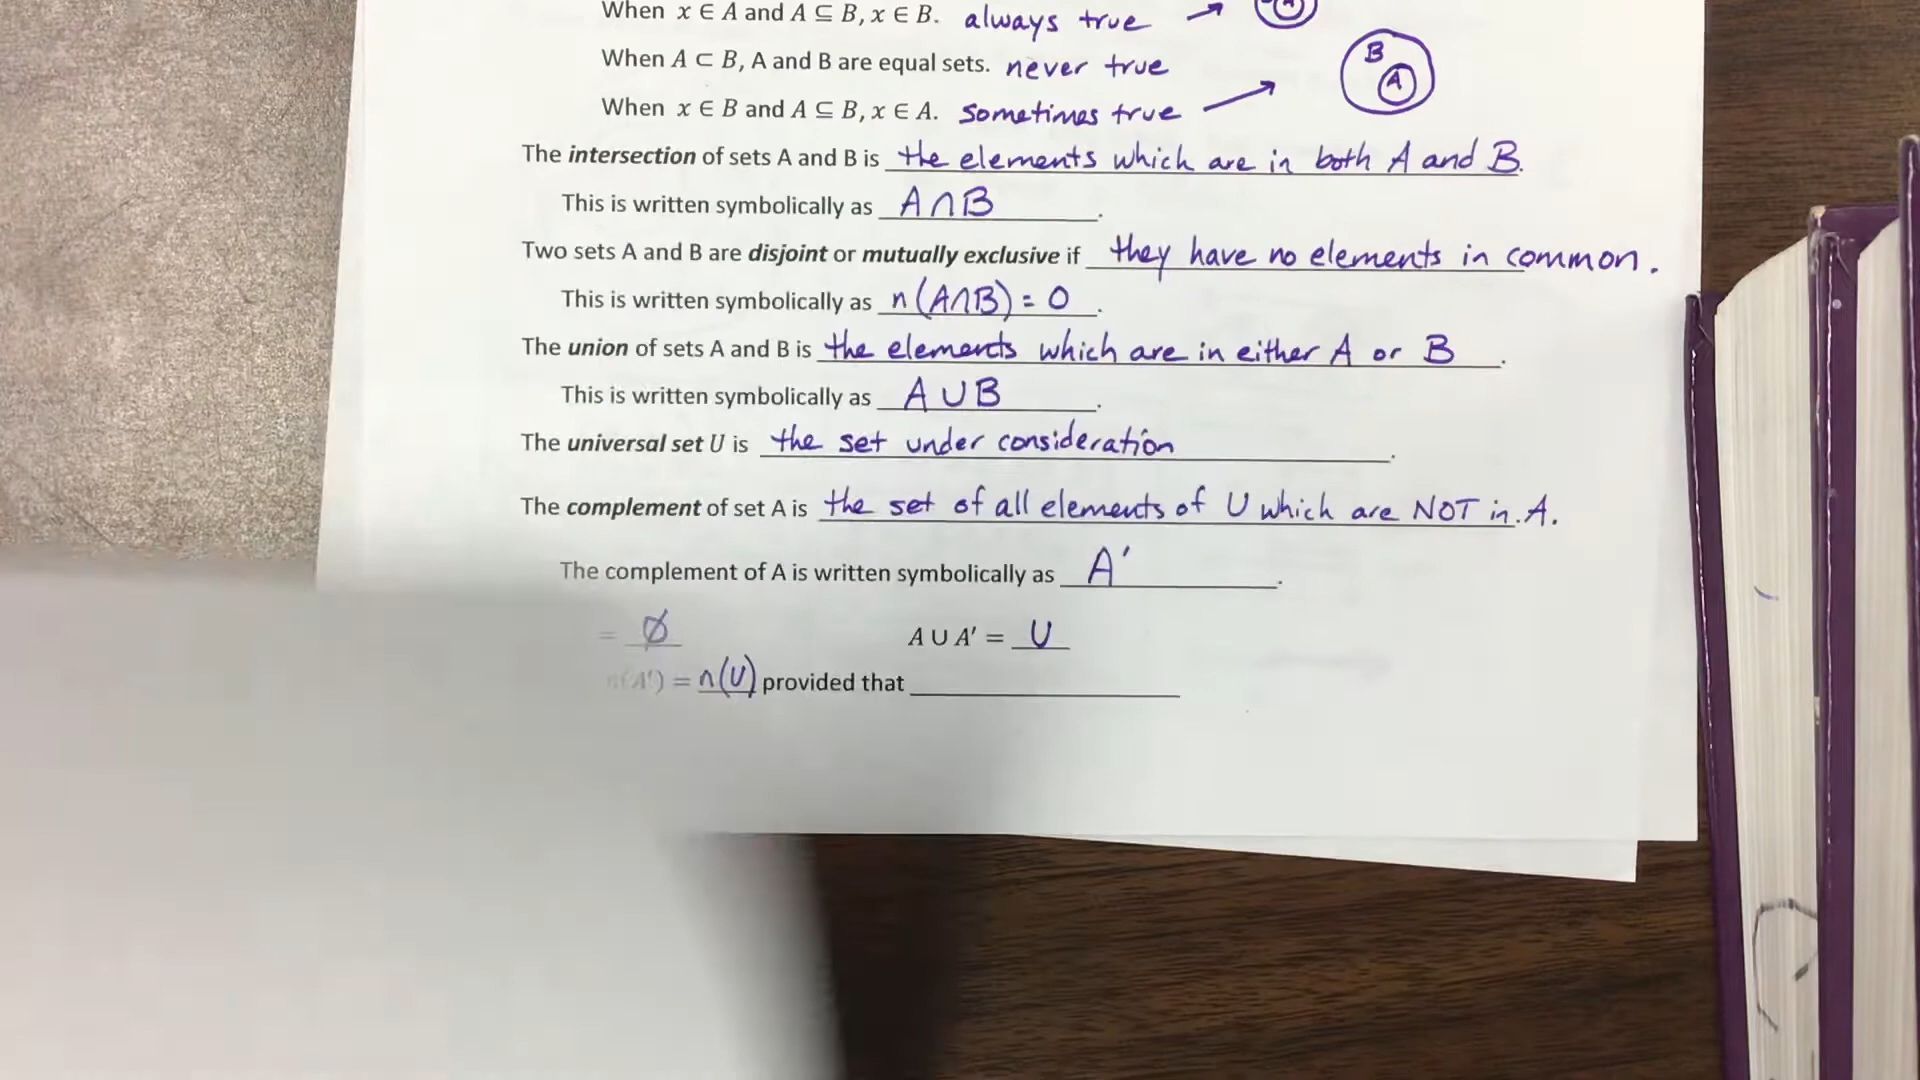 When x ∈ A and A ⊆ B, x ∈ B. always true
A
When A ⊂ B, A and B are equal sets. never true
B
A
When x ∈ B and A ⊆ B, x ∈ A. sometimes true
The intersection of sets A and B is the elements which are in both A and B.
This is written symbolically as A∩B.
Two sets A and B are disjoint or mutually exclusive if they have no elements in common.
This is written symbolically as n(A∩B) = 0.
The union of sets A and B is the elements which are in either A or B.
This is written symbolically as A∪B.
The universal set U is the set under consideration.
The complement of set A is the set of all elements of U which are NOT in A.
The complement of A is written symbolically as A'.
= ∅ A ∪ A′ = U
n(A′) = n(U) provided that